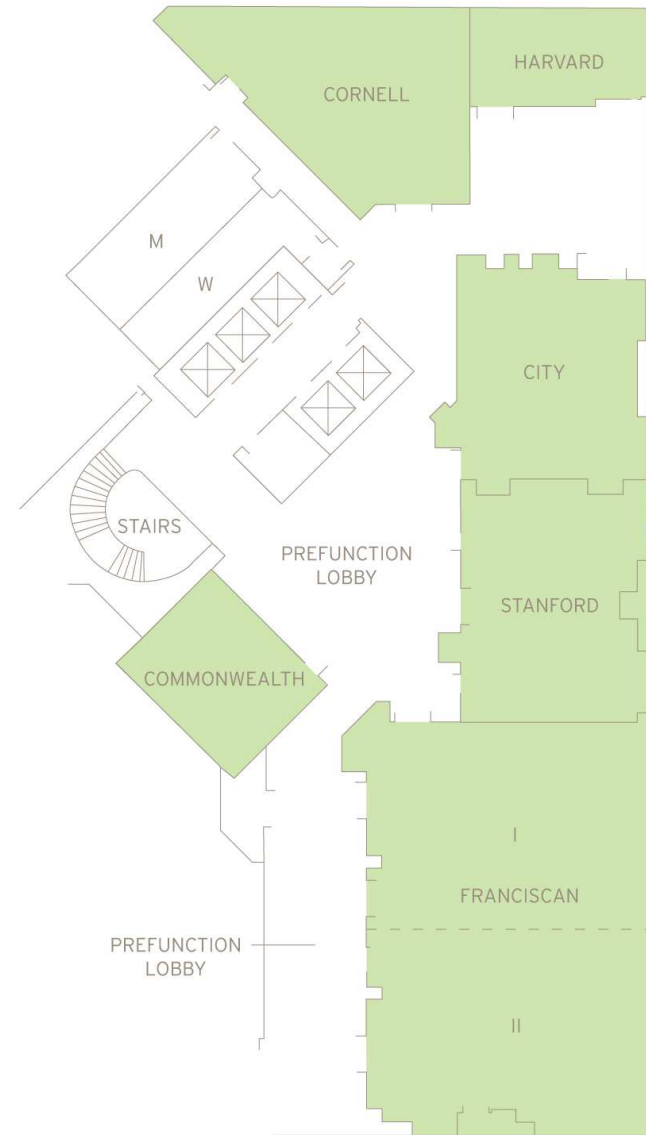 HARVARD
CORNELL
M
W
CITY
STAIRS
PREFUNCTION
LOBBY
STANFORD
COMMONWEALTH
I
FRANCISCAN
PREFUNCTION
LOBBY
II